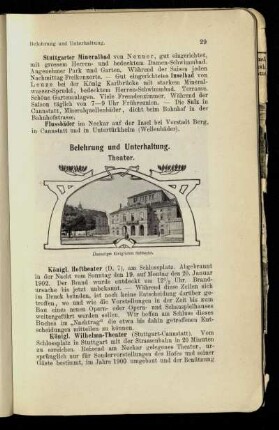 Belehrung und Unterhaltung. 29
Stuttgarter Mineralbad von Neuner, gut eingerichtet,
mit grossem Herren- und bedecktem Damen-Schwimmbad.
Angesehener Park und Garten. Während der Saison jeden
Nachmittag Freikonzerte. — Gut eingerichtetes Inselbad von
Leuze bei der König Karlbrücke mit starkem Mineral-
wasser-Sprudel, bedecktem Herren-Schwimmbad. Terrasse.
Schöne Gartenanlagen. Viele Fremdenzimmer. Während der
Saison täglich von 7—9 Uhr Frühkonzert. — Die Sulz in
Cannstatt, Mineralquellenbäder, dicht beim Bahnhof in der
Bahnhofstrasse.
Flussbäder im Neckar auf der Insel bei Vorstadt Berg,
in Cannstatt und in Untertürkheim (Wellenbäder).
Belehrung und Unterhaltung.
Theater.
Königl. Hoftheater (D, 7), am Schlossplatz. Abgebrannt
in der Nacht vom Sonntag den 19. auf Montag den 20. Januar
1902. Der Brand wurde entdeckt um 12½ Uhr. Brand-
ursache bis jetzt unbekannt. — Während diese Zeilen sich
im Druck befinden, ist noch keine Entscheidung darüber ge-
troffen, wo und wie die Vorstellungen in der Zeit bis zum
Bau eines neuen Opern- oder Opern- und Schauspielhauses
weitergeführt werden sollen. Wir hoffen am Schluss dieses
Buches im „Nachtrag" die etwa bis dahin getroffenen Ent-
scheidungen mitteilen zu können.
Königl. Wilhelma-Theater (Stuttgart-Cannstatt). Vom
Schlossplatz in Stuttgart mit der Strassenbahn in 20 Minuten
zu erreichen. Reizend am Neckar gelegenes Theater, ur-
sprünglich nur für Sondervorstellungen des Hofes und seiner
Gäste bestimmt, im Jahre 1900 umgebaut und der Benützung